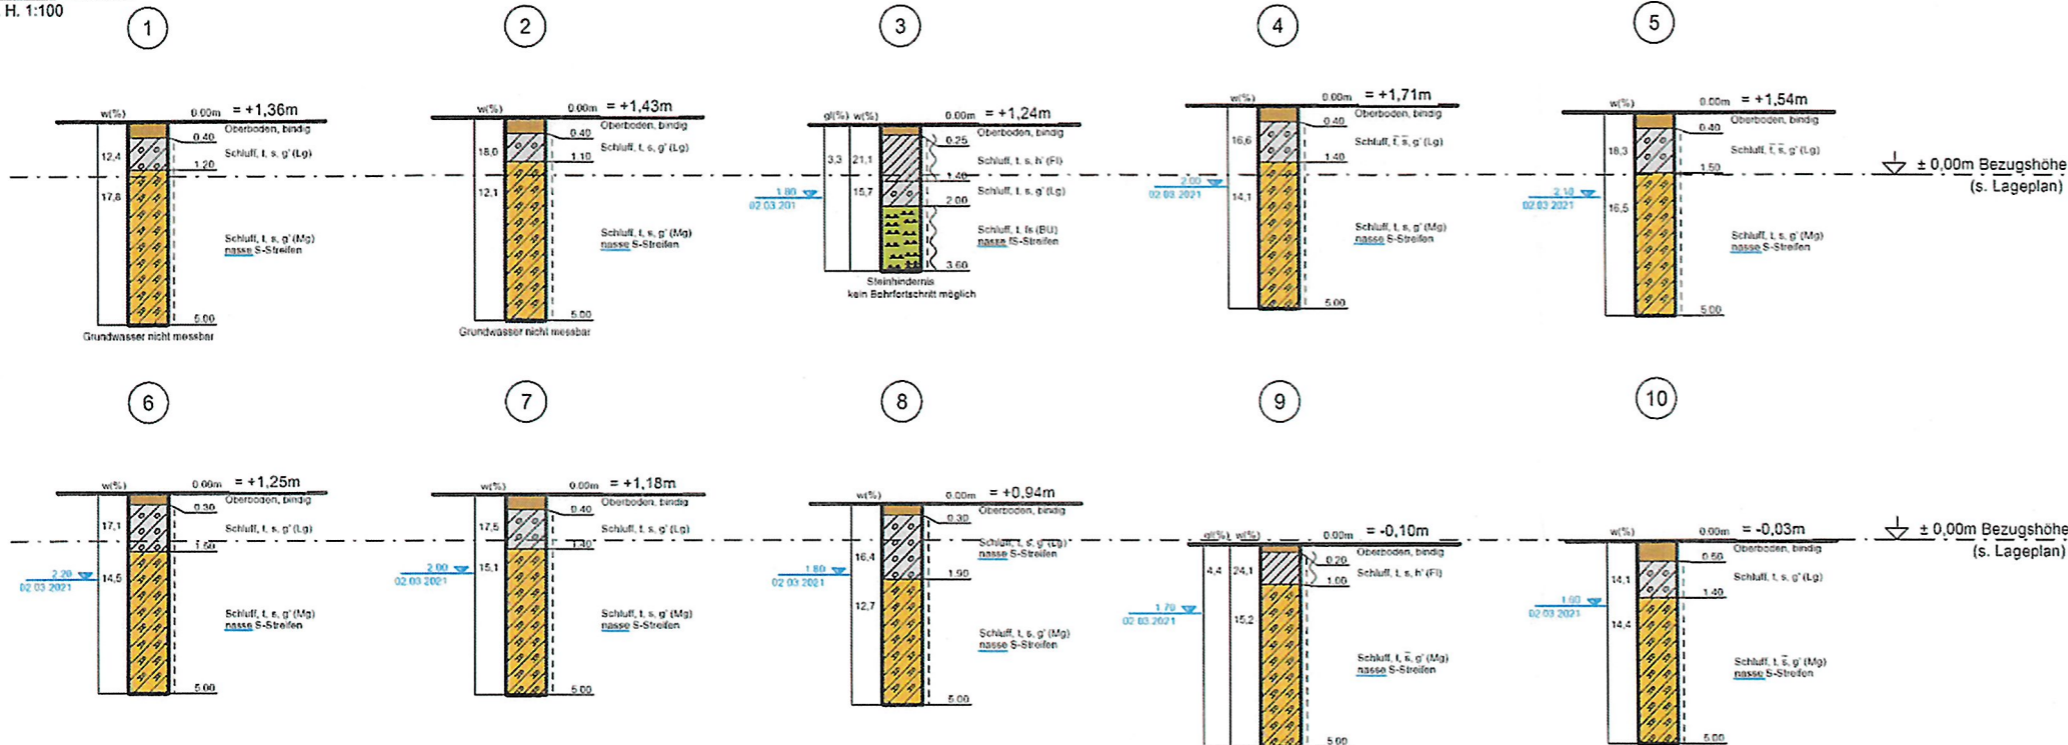 H. 1:100
1
w(%) 0.00m = +1,36m
Oberboden, bindig
0.40
Schluff, t, s, g' (Lg)
12,4
1.20
17,8
Schluff, t, s, g' (Mg)
nasse S-Streifen
5.00
Grundwasser nicht messbar
2
w(%) 0.00m = +1,43m
Oberboden, bindig
0.40
Schluff, t, s, g' (Lg)
18,0
1.10
12,1
Schluff, t, s, g' (Mg)
nasse S-Streifen
5.00
Grundwasser nicht messbar
3
gl(%) w(%) 0.00m = +1,24m
Oberboden, bindig
0.25
3,3 21,1 Schluff, t, s, h' (Fl)
1.40
15,7 Schluff, t, s, g' (Lg)
1.80
02.03.201
2.00
Schluff, t, fs (BU)
nasse fS-Streifen
3.60
Steinhindernis
kein Bohrfortschritt möglich
4
w(%) 0.00m = +1,71m
Oberboden, bindig
0.40
16,6 Schluff, t̄, s̄, g' (Lg)
1.40
2.00
02.03.2021
14,1
Schluff, t, s, g' (Mg)
nasse S-Streifen
5.00
5
w(%) 0.00m = +1,54m
Oberboden, bindig
0.40
18,3 Schluff, t̄, s̄, g' (Lg)
1.50
2.10
02.03.2021
16,5
Schluff, t, s, g' (Mg)
nasse S-Streifen
5.00
± 0,00m Bezugshöhe
(s. Lageplan)
6
w(%) 0.00m = +1,25m
Oberboden, bindig
0.30
17,1 Schluff, t, s, g' (Lg)
2.20
02.03.2021
14,5
Schluff, t, s, g' (Mg)
nasse S-Streifen
5.00
7
w(%) 0.00m = +1,18m
Oberboden, bindig
0.40
17,5 Schluff, t, s, g' (Lg)
1.40
2.00
02.03.2021
15,1
Schluff, t, s, g' (Mg)
nasse S-Streifen
5.00
8
w(%) 0.00m = +0,94m
Oberboden, bindig
0.30
Schluff, t, s, g' (Lg)
nasse S-Streifen
16,4
1.80
02.03.2021
1.90
12,7
Schluff, t, s, g' (Mg)
nasse S-Streifen
5.00
9
gl(%) w(%) 0.00m = -0,10m
Oberboden, bindig
0.20
4,4 24,1 Schluff, t, s, h' (Fl)
1.00
1.70
02.03.2021
15,2
Schluff, t, s̄, g' (Mg)
nasse S-Streifen
5.00
10
w(%) 0.00m = -0,03m
Oberboden, bindig
0.50
14,1 Schluff, t, s, g' (Lg)
1.40
1.60
02.03.2021
14,4
Schluff, t, s̄, g' (Mg)
nasse S-Streifen
5.00
± 0,00m Bezugshöhe
(s. Lageplan)